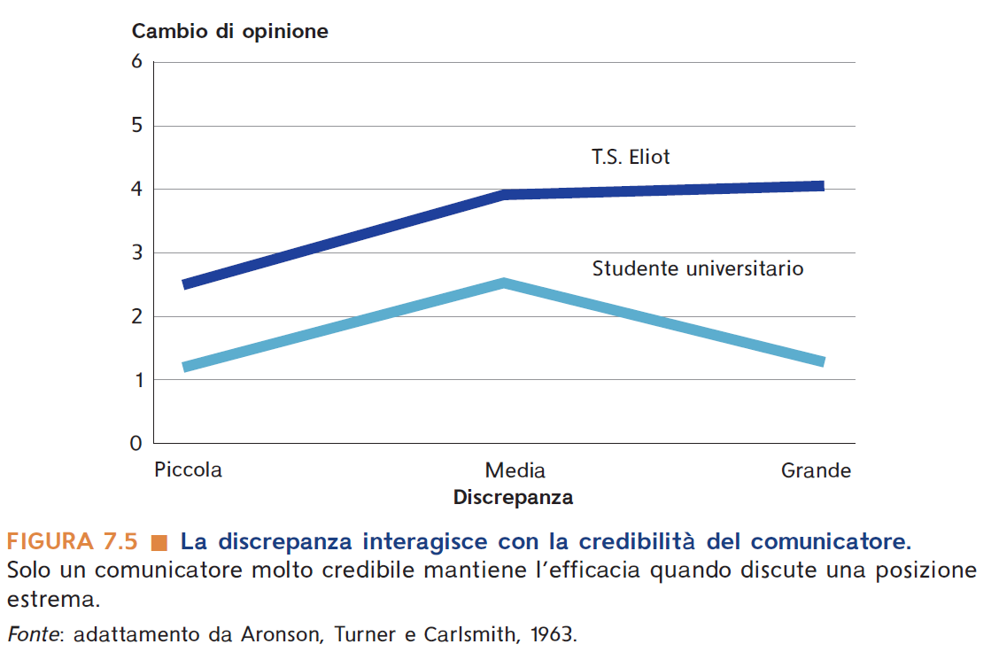 Cambio di opinione
6
5
T.S. Eliot
4
3
Studente universitario
2
1
0
Piccola Media Grande
Discrepanza
FIGURA 7.5 ■ La discrepanza interagisce con la credibilità del comunicatore.
Solo un comunicatore molto credibile mantiene l'efficacia quando discute una posizione
estrema.
Fonte: adattamento da Aronson, Turner e Carlsmith, 1963.